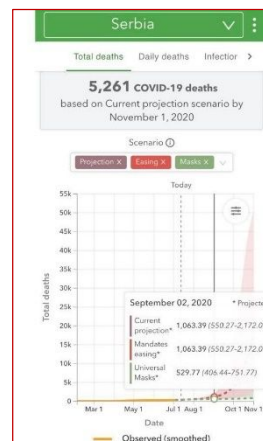 Serbia
Total deaths Daily deaths Infection
5,261 COVID-19 deaths
based on Current projection scenario by
November 1, 2020
Scenario
Projection X Easing X Masks X
Today
55k
50k
45k
40k
35k
30k
25k
20k
15k
10k
5k
0
Total deaths
September 02, 2020 * Projecte
Current
projection* 1,063.39 (550.27-2,172.0
Mandates
easing* 1,063.39 (550.27-2,172.0
Universal
Masks* 529.77 (406.44-751.77)
Mar 1 May 1 Jul 1 Aug 1 Oct 1 Nov 1
Date
Observed (smoothed)